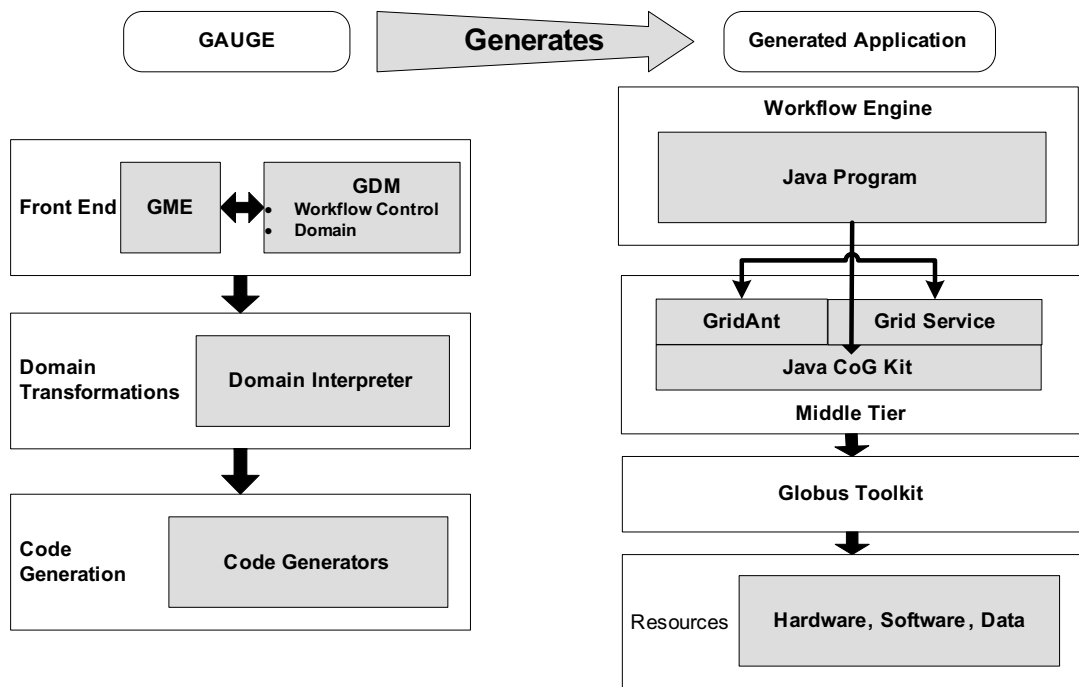 GAUGE
Generates
Generated Application
Front End
GME
GDM
• Workflow Control
• Domain
Domain
Transformations
Domain Interpreter
Code
Generation
Code Generators
Workflow Engine
Java Program
GridAnt
Grid Service
Java CoG Kit
Middle Tier
Globus Toolkit
Resources
Hardware, Software, Data